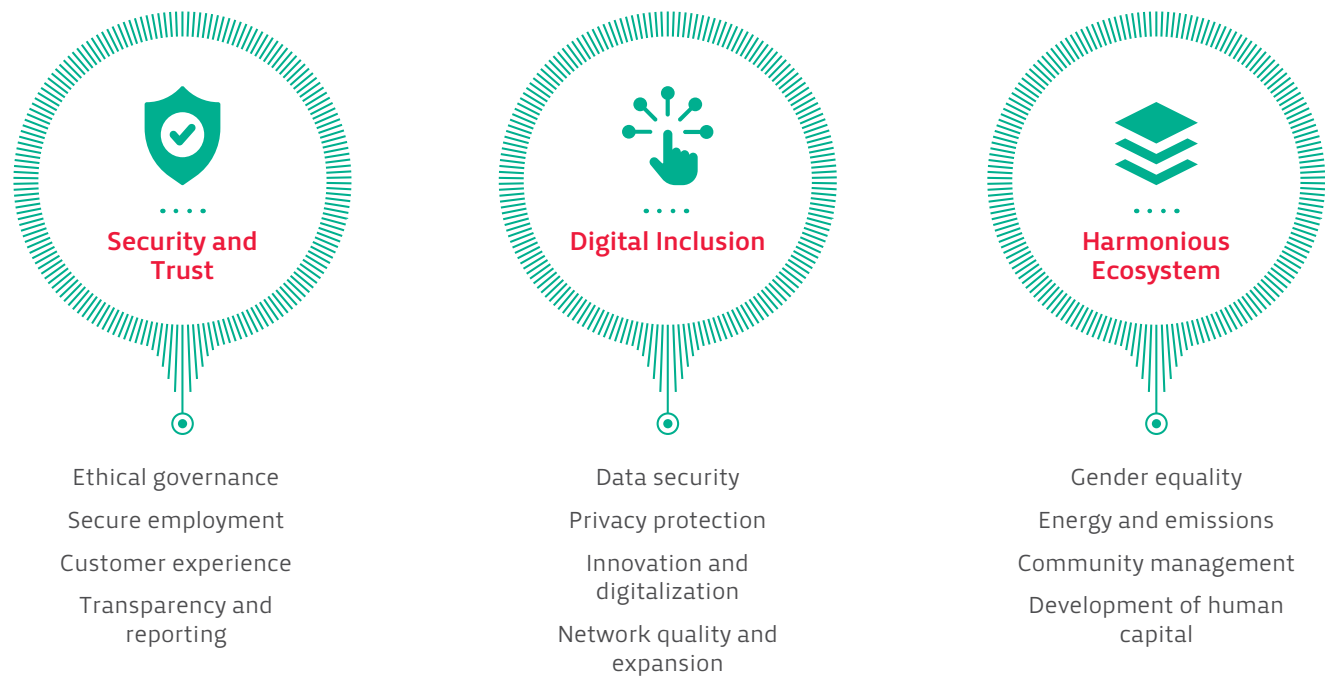 Security and
Trust
Ethical governance
Secure employment
Customer experience
Transparency and
reporting
Digital Inclusion
Data security
Privacy protection
Innovation and
digitalization
Network quality and
expansion
Harmonious
Ecosystem
Gender equality
Energy and emissions
Community management
Development of human
capital